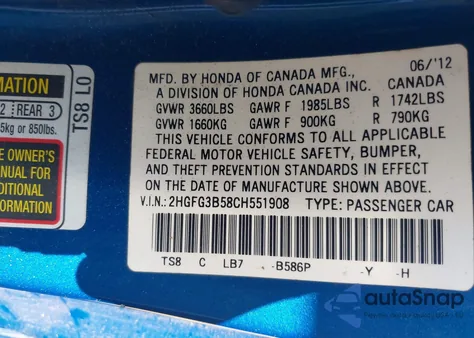 MATION
2 REAR 3
5kg or 850lbs.
E OWNER'S
NUAL FOR
DITIONAL
RMATION
TS8 LO
MFD. BY HONDA OF CANADA MFG., 06/'12
A DIVISION OF HONDA CANADA INC. CANADA
GVWR 3660LBS GAWR F 1985LBS R 1742LBS
GVWR 1660KG GAWR F 900KG R 790KG
THIS VEHICLE CONFORMS TO ALL APPLICABLE
FEDERAL MOTOR VEHICLE SAFETY, BUMPER,
AND THEFT PREVENTION STANDARDS IN EFFECT
ON THE DATE OF MANUFACTURE SHOWN ABOVE.
V.I.N.: 2HGFG3B58CH551908 TYPE: PASSENGER CAR
TS8 C LB7 -B586P -Y -H
autoSnap